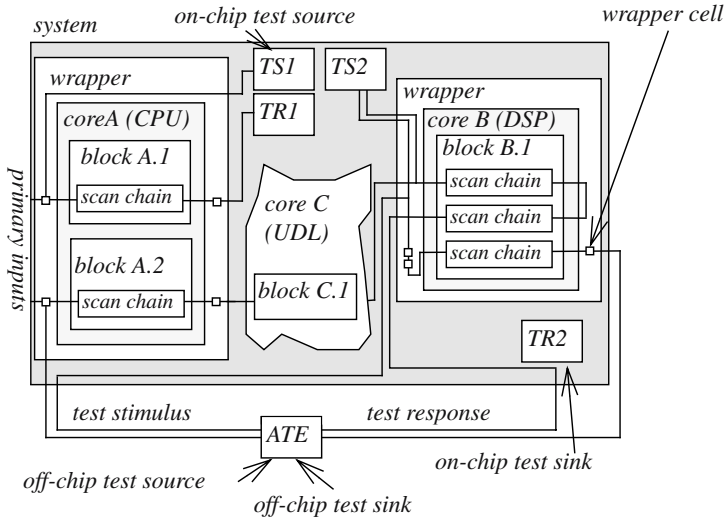 on-chip test source
wrapper cell
system
wrapper
TS1
TS2
wrapper
coreA (CPU)
TR1
core B (DSP)
block A.1
block B.1
scan chain
scan chain
primary inputs
core C
(UDL)
scan chain
block A.2
scan chain
scan chain
block C.1
TR2
test stimulus
test response
ATE
on-chip test sink
off-chip test source
off-chip test sink